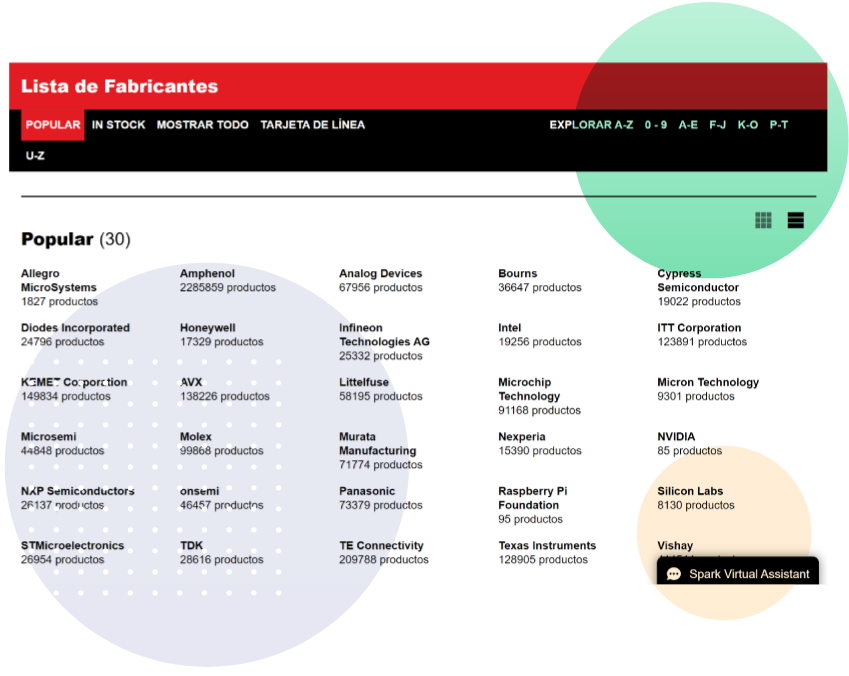 Lista de Fabricantes
POPULAR IN STOCK MOSTRAR TODO TARJETA DE LÍNEA EXPLORAR A-Z 0 - 9 A-E F-J K-O P-T
U-Z
Popular (30)
Allegro MicroSystems
1827 productos
Amphenol
2285859 productos
Analog Devices
67956 productos
Bourns
36647 productos
Cypress Semiconductor
19022 productos
Diodes Incorporated
24796 productos
Honeywell
17329 productos
Infineon Technologies AG
25332 productos
Intel
19256 productos
ITT Corporation
123891 productos
KEMET Corporation
149834 productos
AVX
138226 productos
Littelfuse
58195 productos
Microchip Technology
91168 productos
Micron Technology
9301 productos
Microsemi
44848 productos
Molex
99868 productos
Murata Manufacturing
71774 productos
Nexperia
15390 productos
NVIDIA
85 productos
NXP Semiconductors
26137 productos
onsemi
46457 productos
Panasonic
73379 productos
Raspberry Pi Foundation
95 productos
Silicon Labs
8130 productos
STMicroelectronics
26954 productos
TDK
28616 productos
TE Connectivity
209788 productos
Texas Instruments
128905 productos
Vishay
Spark Virtual Assistant